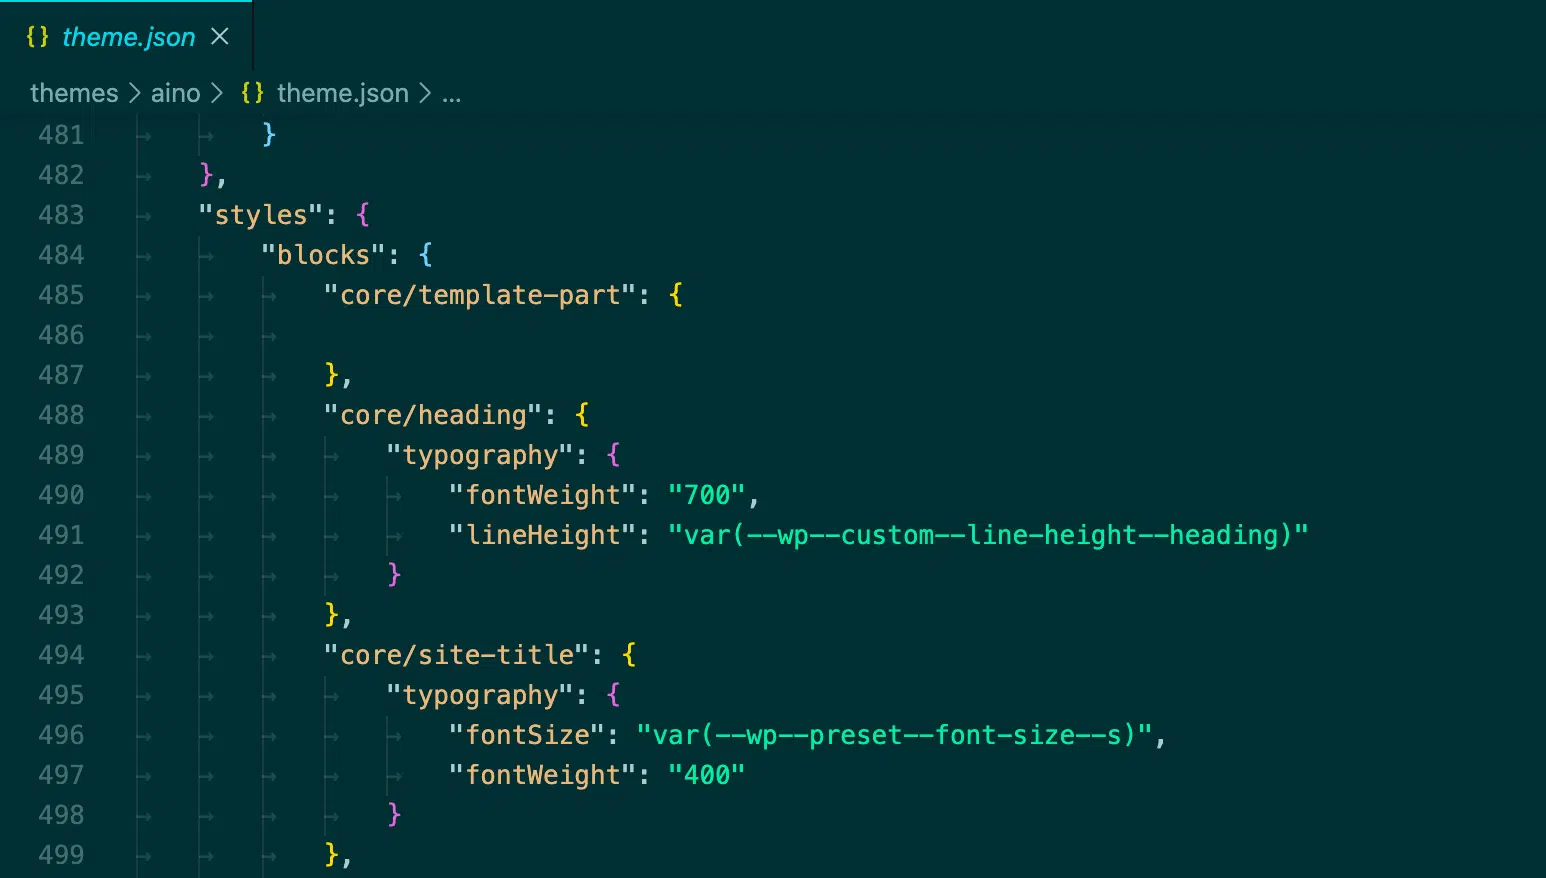 {} theme.json ×
themes > aino > {} theme.json > ...
481 }
482 },
483 "styles": {
484 "blocks": {
485 "core/template-part": {
486
487 },
488 "core/heading": {
489 "typography": {
490 "fontWeight": "700",
491 "lineHeight": "var(--wp--custom--line-height--heading)"
492 }
493 },
494 "core/site-title": {
495 "typography": {
496 "fontSize": "var(--wp--preset--font-size--s)",
497 "fontWeight": "400"
498 }
499 },